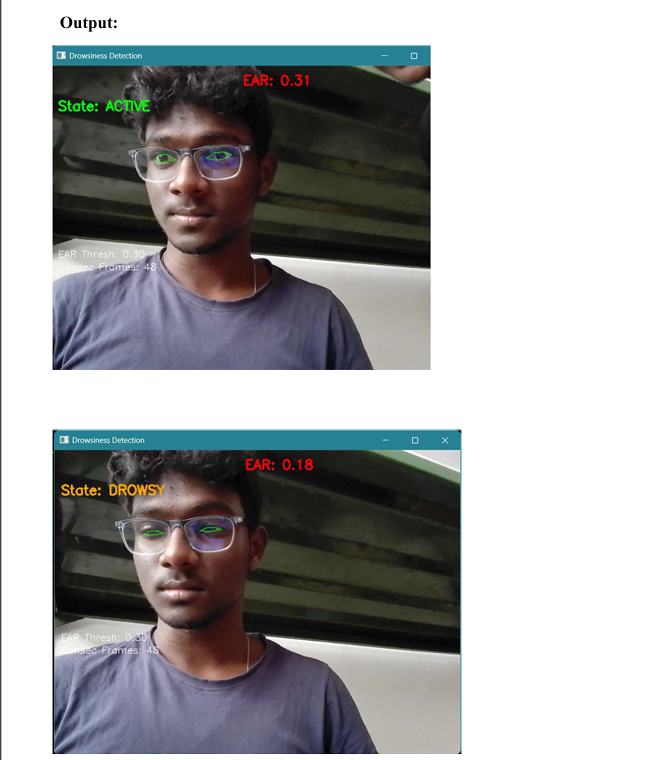 Output:
Drowsiness Detection
EAR: 0.31
State: ACTIVE
EAR Thresh: 0.30
Consec Frames: 48
Drowsiness Detection
EAR: 0.18
State: DROWSY
EAR Thresh: 0.30
Consec Frames: 48